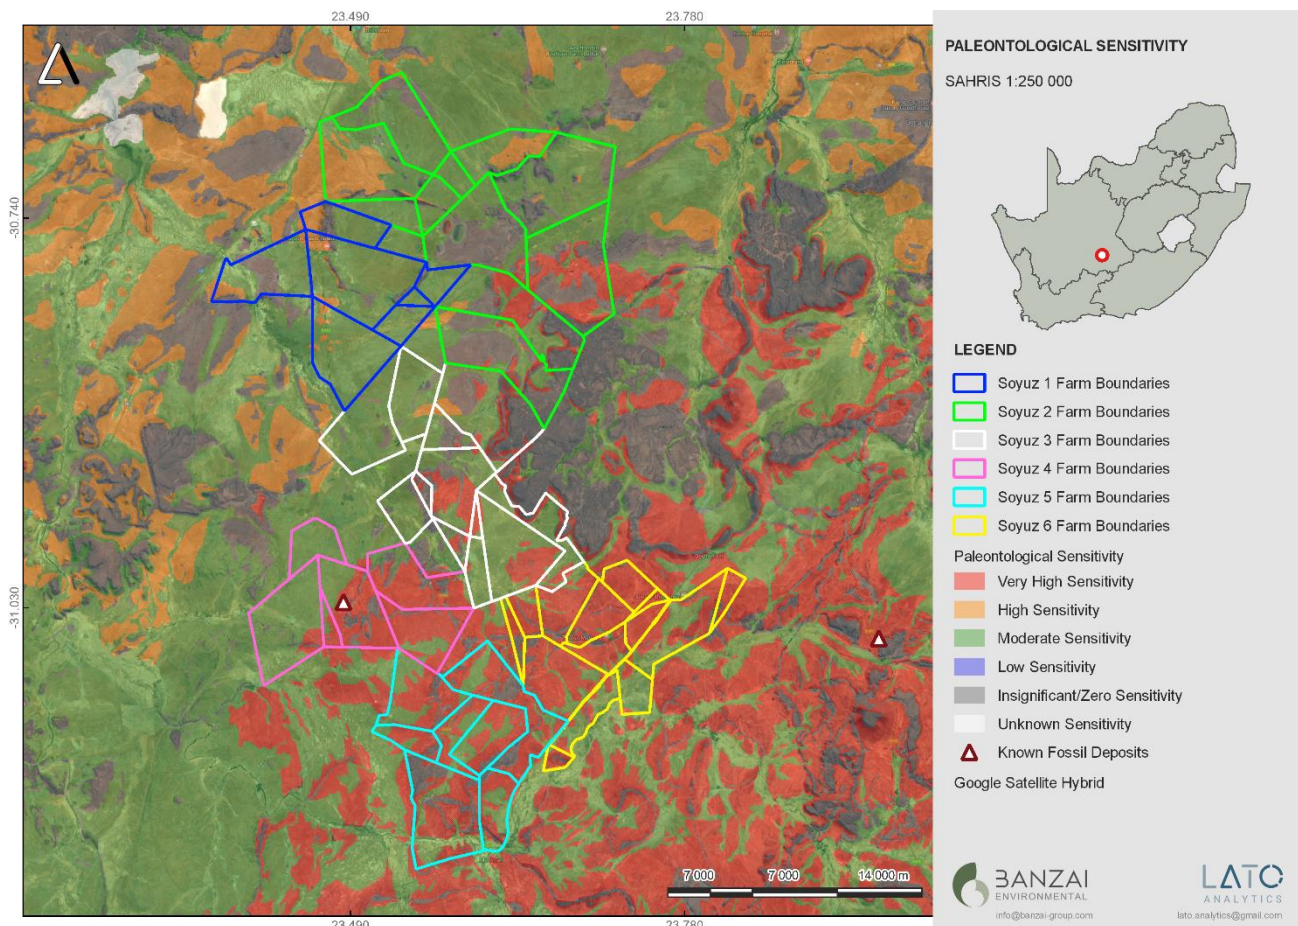 23.490
23.780
-30.740
-31.030
7 000
7 000
14 000 m
23.490
23.780
PALEONTOLOGICAL SENSITIVITY
SAHRIS 1:250 000
LEGEND
Soyuz 1 Farm Boundaries
Soyuz 2 Farm Boundaries
Soyuz 3 Farm Boundaries
Soyuz 4 Farm Boundaries
Soyuz 5 Farm Boundaries
Soyuz 6 Farm Boundaries
Paleontological Sensitivity
Very High Sensitivity
High Sensitivity
Moderate Sensitivity
Low Sensitivity
Insignificant/Zero Sensitivity
Unknown Sensitivity
Known Fossil Deposits
Google Satellite Hybrid
BANZAI
ENVIRONMENTAL
info@banzai-group.com
LATO
ANALYTICS
lato.analytics@gmail.com